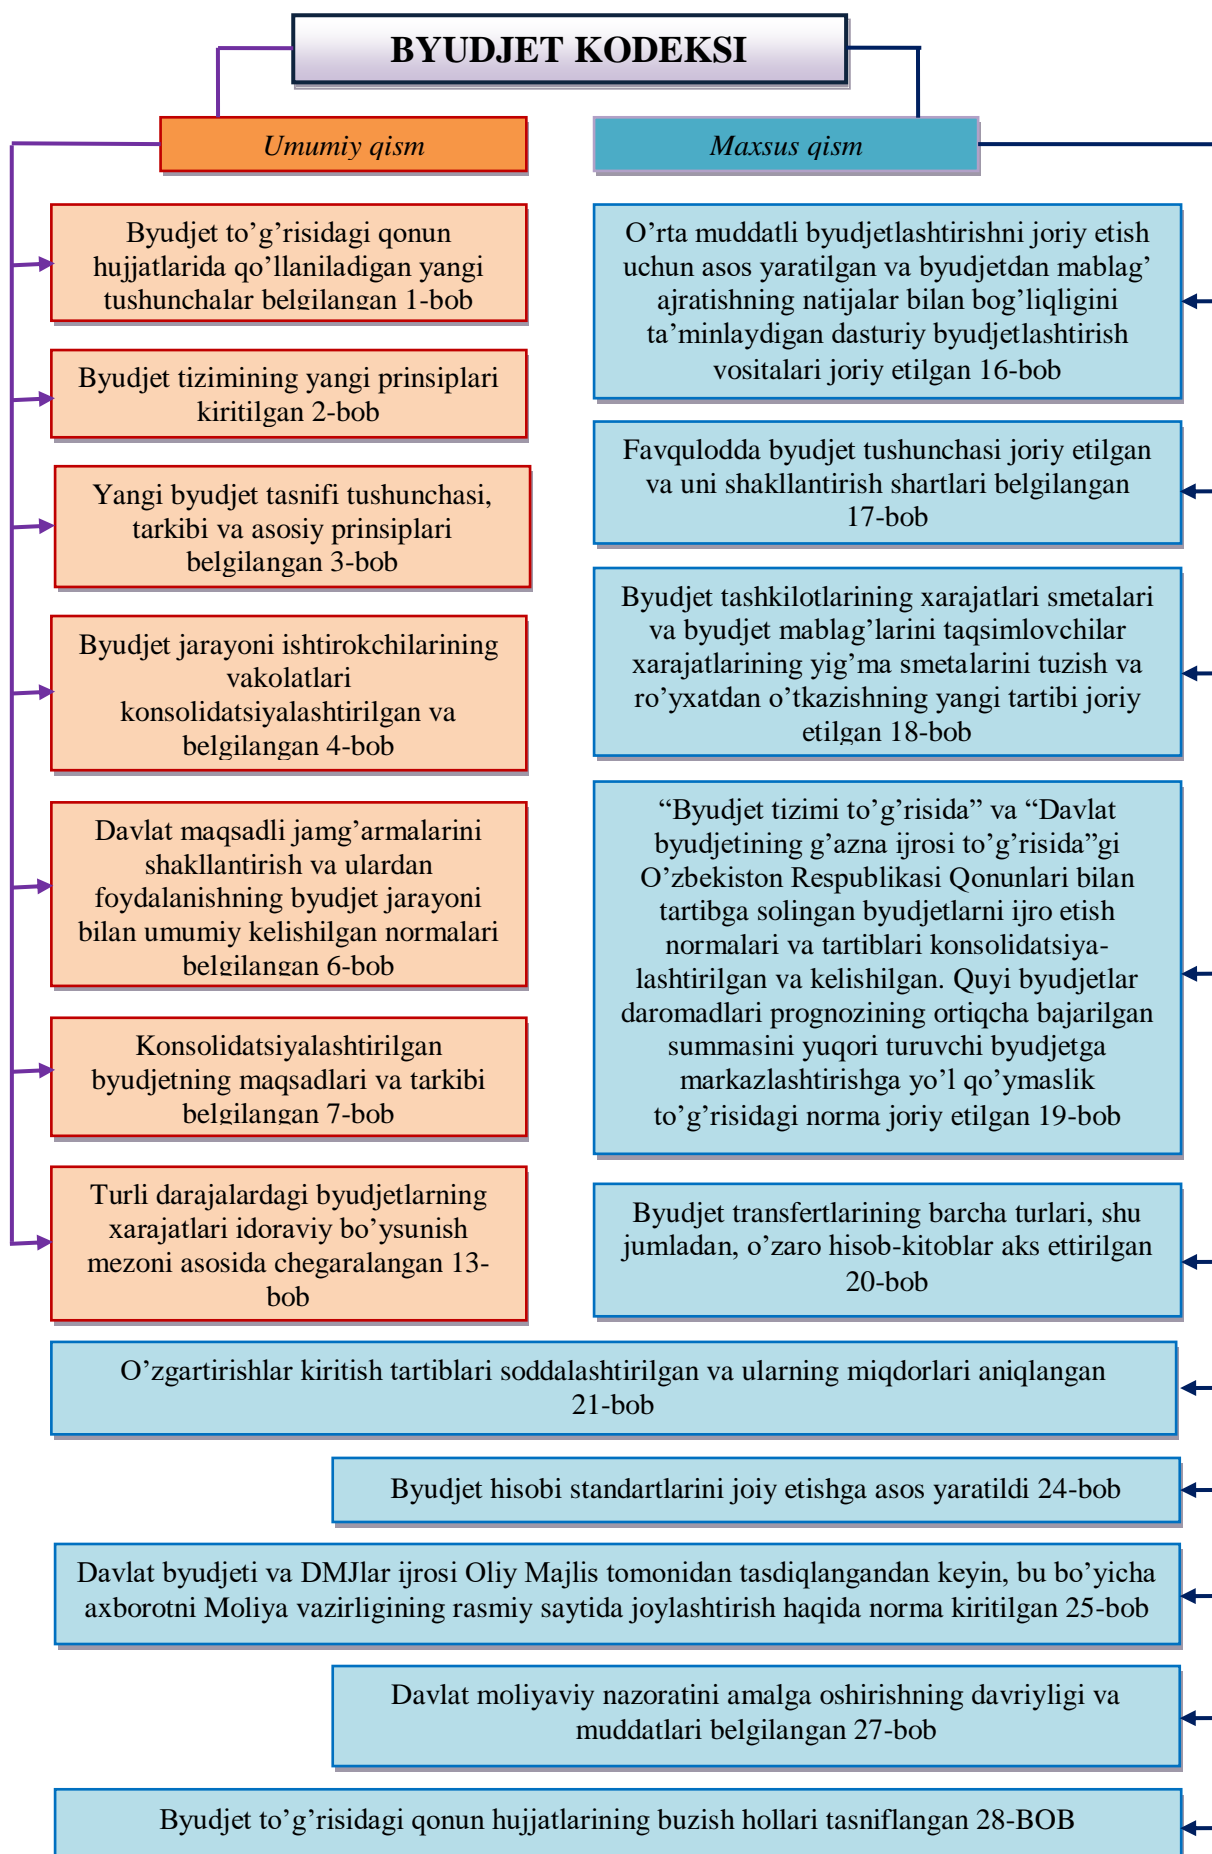 BYUDJET KODEKSI
Umumiy qism
Maxsus qism
Byudjet to’g’risidagi qonun
hujjatlarida qo’llaniladigan yangi
tushunchalar belgilangan 1-bob
Byudjet tizimining yangi prinsiplari
kiritilgan 2-bob
Yangi byudjet tasnifi tushunchasi,
tarkibi va asosiy prinsiplari
belgilangan 3-bob
Byudjet jarayoni ishtirokchilarining
vakolatlari
konsolidatsiyalashtirilgan va
belgilangan 4-bob
Davlat maqsadli jamg’armalarini
shakllantirish va ulardan
foydalanishning byudjet jarayoni
bilan umumiy kelishilgan normalari
belgilangan 6-bob
Konsolidatsiyalashtirilgan
byudjetning maqsadlari va tarkibi
belgilangan 7-bob
Turli darajalardagi byudjetlarning
xarajatlari idoraviy bo’ysunish
mezoni asosida chegaralangan 13-
bob
O’rta muddatli byudjetlashtirishni joriy etish
uchun asos yaratilgan va byudjetdan mablag’
ajratishning natijalar bilan bog’liqligini
ta’minlaydigan dasturiy byudjetlashtirish
vositalari joriy etilgan 16-bob
Favqulodda byudjet tushunchasi joriy etilgan
va uni shakllantirish shartlari belgilangan
17-bob
Byudjet tashkilotlarining xarajatlari smetalari
va byudjet mablag’larini taqsimlovchilar
xarajatlarining yig’ma smetalarini tuzish va
ro’yxatdan o’tkazishning yangi tartibi joriy
etilgan 18-bob
“Byudjet tizimi to’g’risida” va “Davlat
byudjetining g’azna ijrosi to’g’risida”gi
O’zbekiston Respublikasi Qonunlari bilan
tartibga solingan byudjetlarni ijro etish
normalari va tartiblari konsolidatsiya-
lashtirilgan va kelishilgan. Quyi byudjetlar
daromadlari prognozining ortiqcha bajarilgan
summasini yuqori turuvchi byudjetga
markazlashtirishga yo’l qo’ymaslik
to’g’risidagi norma joriy etilgan 19-bob
Byudjet transfertlarining barcha turlari, shu
jumladan, o’zaro hisob-kitoblar aks ettirilgan
20-bob
O’zgartirishlar kiritish tartiblari soddalashtirilgan va ularning miqdorlari aniqlangan
21-bob
Byudjet hisobi standartlarini joiy etishga asos yaratildi 24-bob
Davlat byudjeti va DMJlar ijrosi Oliy Majlis tomonidan tasdiqlangandan keyin, bu bo’yicha
axborotni Moliya vazirligining rasmiy saytida joylashtirish haqida norma kiritilgan 25-bob
Davlat moliyaviy nazoratini amalga oshirishning davriyligi va
muddatlari belgilangan 27-bob
Byudjet to’g’risidagi qonun hujjatlarining buzish hollari tasniflangan 28-BOB